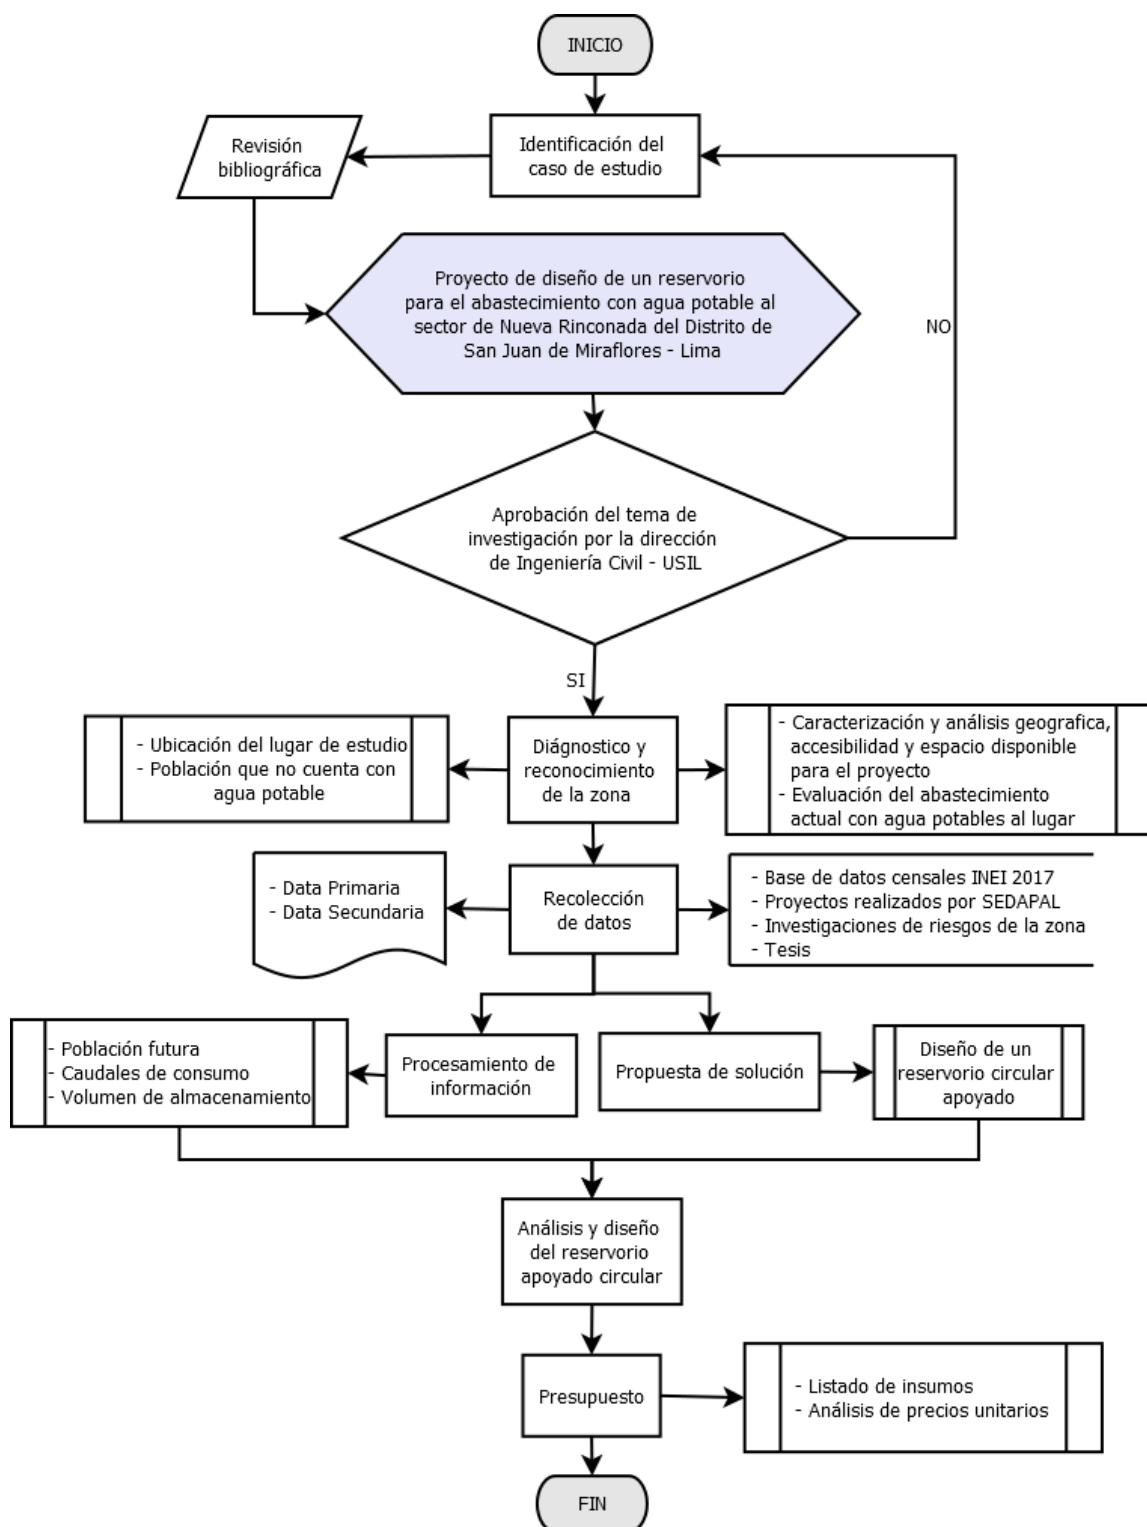 INICIO
Identificación del
caso de estudio
Revisión
bibliográfica
Proyecto de diseño de un reservorio
para el abastecimiento con agua potable al
sector de Nueva Rinconada del Distrito de
San Juan de Miraflores - Lima
NO
Aprobación del tema de
investigación por la dirección
de Ingeniería Civil - USIL
SI
- Ubicación del lugar de estudio
- Población que no cuenta con
agua potable
Diágnostico y
reconocimiento
de la zona
- Caracterización y análisis geografica,
accesibilidad y espacio disponible
para el proyecto
- Evaluación del abastecimiento
actual con agua potables al lugar
- Data Primaria
- Data Secundaria
Recolección
de datos
- Base de datos censales INEI 2017
- Proyectos realizados por SEDAPAL
- Investigaciones de riesgos de la zona
- Tesis
- Población futura
- Caudales de consumo
- Volumen de almacenamiento
Procesamiento de
información
Propuesta de solución
Diseño de un
reservorio circular
apoyado
Análisis y diseño
del reservorio
apoyado circular
Presupuesto
- Listado de insumos
- Análisis de precios unitarios
FIN